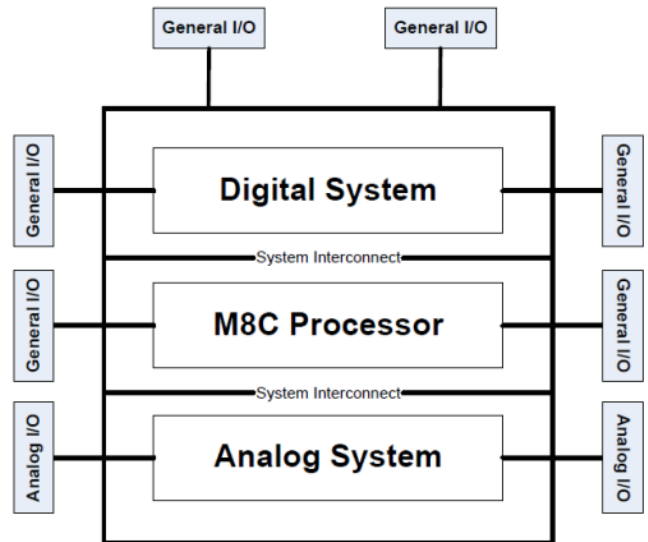 General I/O
General I/O
General I/O
Digital System
General I/O
System Interconnect
General I/O
M8C Processor
General I/O
System Interconnect
Analog I/O
Analog System
Analog I/O